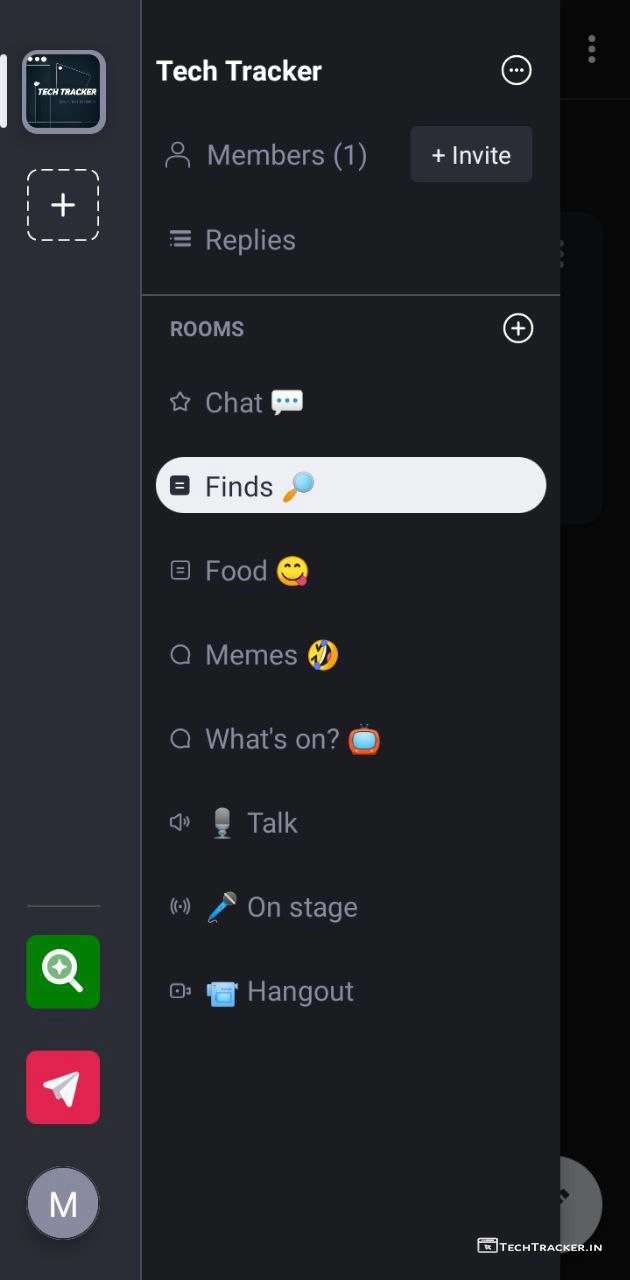 TECH TRACKER
Tech Tracker
Members (1)
+ Invite
Replies
ROOMS
Chat 💬
Finds 🔎
Food 😋
Memes 🤣
What's on? 📺
🎙️ Talk
🎤 On stage
📹 Hangout
M
TECHTRACKER.IN